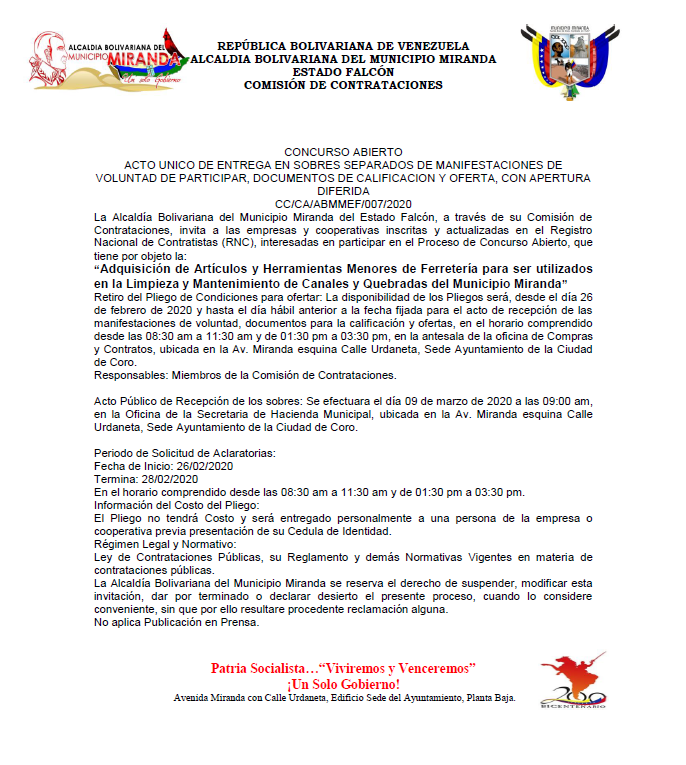 ALCALDIA BOLIVARIANA DEL
MUNICIPIO MIRANDA
Un solo Gobierno
REPÚBLICA BOLIVARIANA DE VENEZUELA
ALCALDIA BOLIVARIANA DEL MUNICIPIO MIRANDA
ESTADO FALCÓN
COMISIÓN DE CONTRATACIONES
MUNICIPIO MIRANDA
CONCURSO ABIERTO
ACTO UNICO DE ENTREGA EN SOBRES SEPARADOS DE MANIFESTACIONES DE
VOLUNTAD DE PARTICIPAR, DOCUMENTOS DE CALIFICACION Y OFERTA, CON APERTURA
DIFERIDA
CC/CA/ABMMEF/007/2020
La Alcaldía Bolivariana del Municipio Miranda del Estado Falcón, a través de su Comisión de
Contrataciones, invita a las empresas y cooperativas inscritas y actualizadas en el Registro
Nacional de Contratistas (RNC), interesadas en participar en el Proceso de Concurso Abierto, que
tiene por objeto la:
“Adquisición de Artículos y Herramientas Menores de Ferretería para ser utilizados
en la Limpieza y Mantenimiento de Canales y Quebradas del Municipio Miranda”
Retiro del Pliego de Condiciones para ofertar: La disponibilidad de los Pliegos será, desde el día 26
de febrero de 2020 y hasta el día hábil anterior a la fecha fijada para el acto de recepción de las
manifestaciones de voluntad, documentos para la calificación y ofertas, en el horario comprendido
desde las 08:30 am a 11:30 am y de 01:30 pm a 03:30 pm, en la antesala de la oficina de Compras
y Contratos, ubicada en la Av. Miranda esquina Calle Urdaneta, Sede Ayuntamiento de la Ciudad
de Coro.
Responsables: Miembros de la Comisión de Contrataciones.
Acto Público de Recepción de los sobres: Se efectuara el día 09 de marzo de 2020 a las 09:00 am,
en la Oficina de la Secretaria de Hacienda Municipal, ubicada en la Av. Miranda esquina Calle
Urdaneta, Sede Ayuntamiento de la Ciudad de Coro.
Periodo de Solicitud de Aclaratorias:
Fecha de Inicio: 26/02/2020
Termina: 28/02/2020
En el horario comprendido desde las 08:30 am a 11:30 am y de 01:30 pm a 03:30 pm.
Información del Costo del Pliego:
El Pliego no tendrá Costo y será entregado personalmente a una persona de la empresa o
cooperativa previa presentación de su Cedula de Identidad.
Régimen Legal y Normativo:
Ley de Contrataciones Públicas, su Reglamento y demás Normativas Vigentes en materia de
contrataciones públicas.
La Alcaldía Bolivariana del Municipio Miranda se reserva el derecho de suspender, modificar esta
invitación, dar por terminado o declarar desierto el presente proceso, cuando lo considere
conveniente, sin que por ello resultare procedente reclamación alguna.
No aplica Publicación en Prensa.
Patria Socialista…“Viviremos y Venceremos”
¡Un Solo Gobierno!
Avenida Miranda con Calle Urdaneta, Edificio Sede del Ayuntamiento, Planta Baja.
200
BICENTENARIO